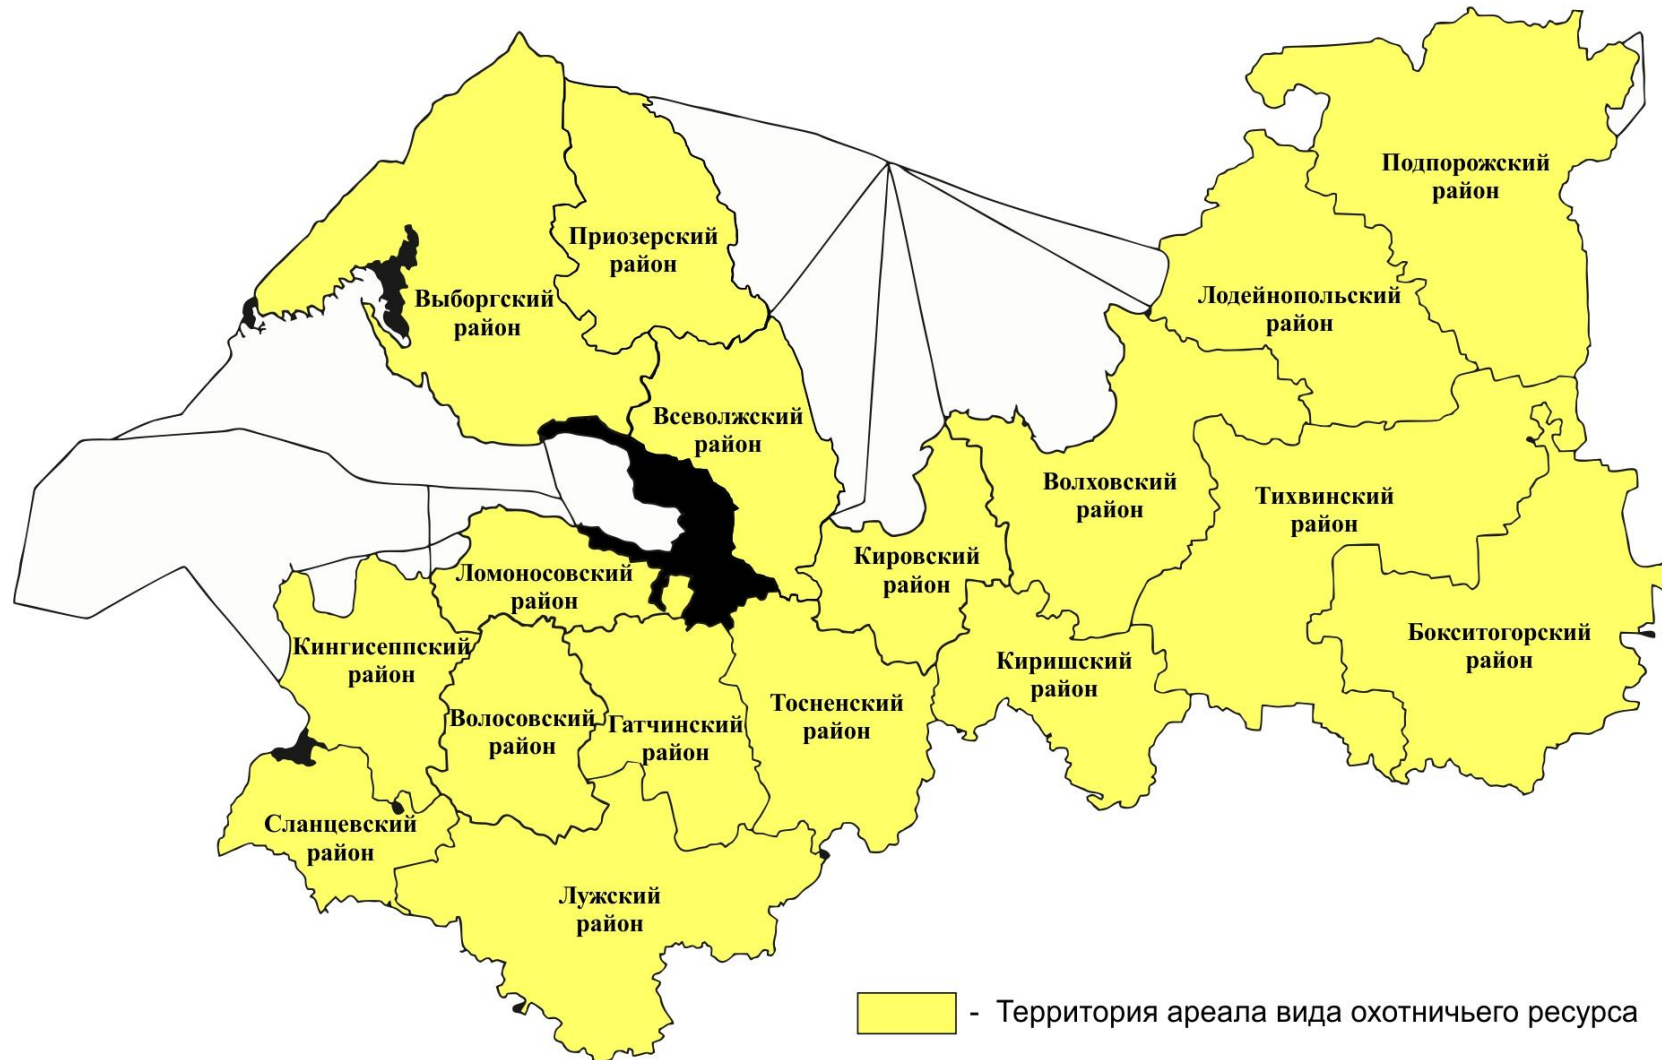 Подпорожский
район
Приозерский
район
Выборгский
район
Лодейнопольский
район
Всеволжский
район
Волховский
район
Тихвинский
район
Кировский
район
Ломоносовский
район
Кингисеппский
район
Бокситогорский
район
Киришский
район
Волосовский
район
Гатчинский
район
Тосненский
район
Сланцевский
район
Лужский
район
- Территория ареала вида охотничьего ресурса